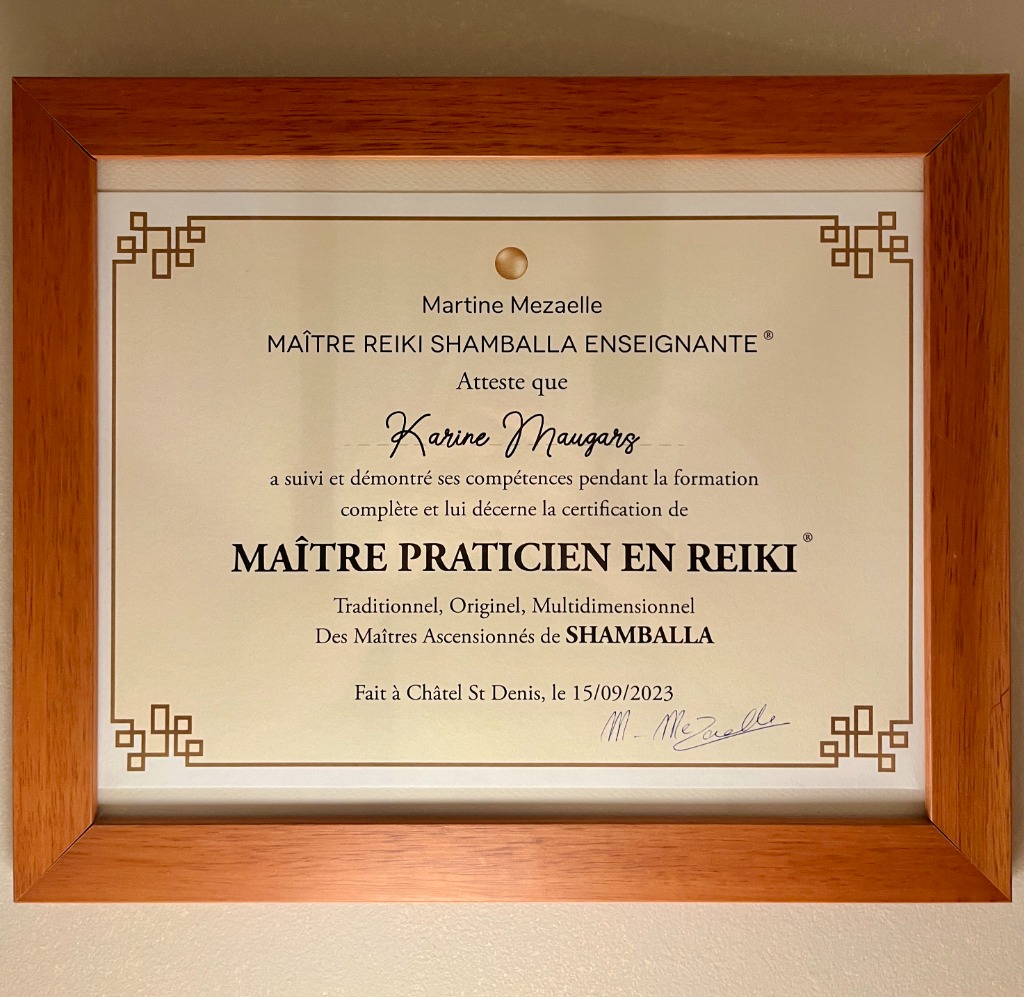 Martine Mezaelle
MAÎTRE REIKI SHAMBALLA ENSEIGNANTE®
Atteste que
Karine Maugars
a suivi et démontré ses compétences pendant la formation
complète et lui décerne la certification de
MAÎTRE PRATICIEN EN REIKI®
Traditionnel, Originel, Multidimensionnel
Des Maîtres Ascensionnés de SHAMBALLA
Fait à Châtel St Denis, le 15/09/2023
M. Mezaelle